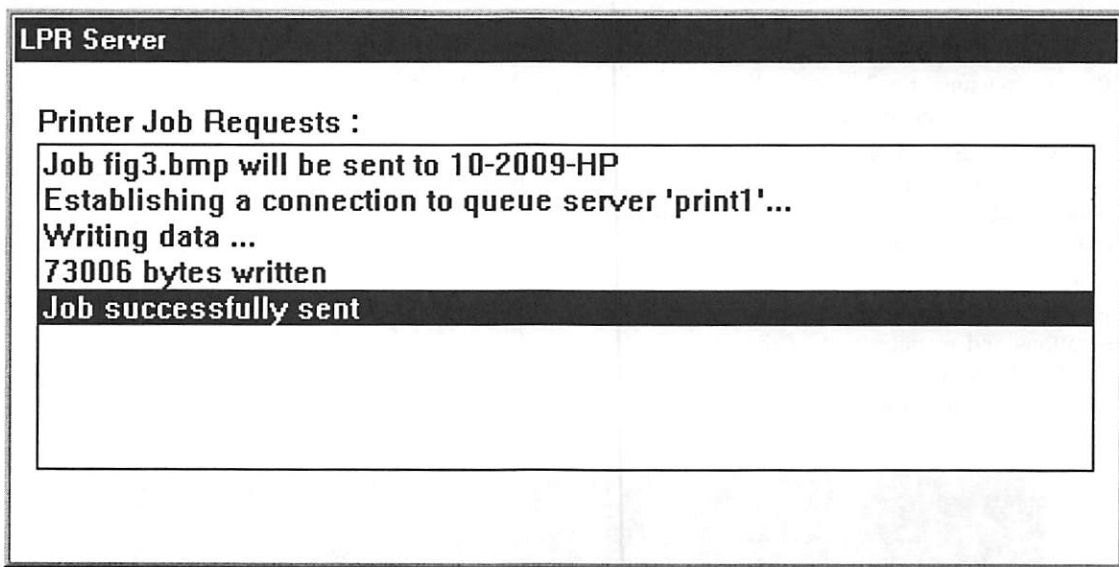 LPR Server
Printer Job Requests :
Job fig3.bmp will be sent to 10-2009-HP
Establishing a connection to queue server 'print1'...
Writing data ...
73006 bytes written
Job successfully sent